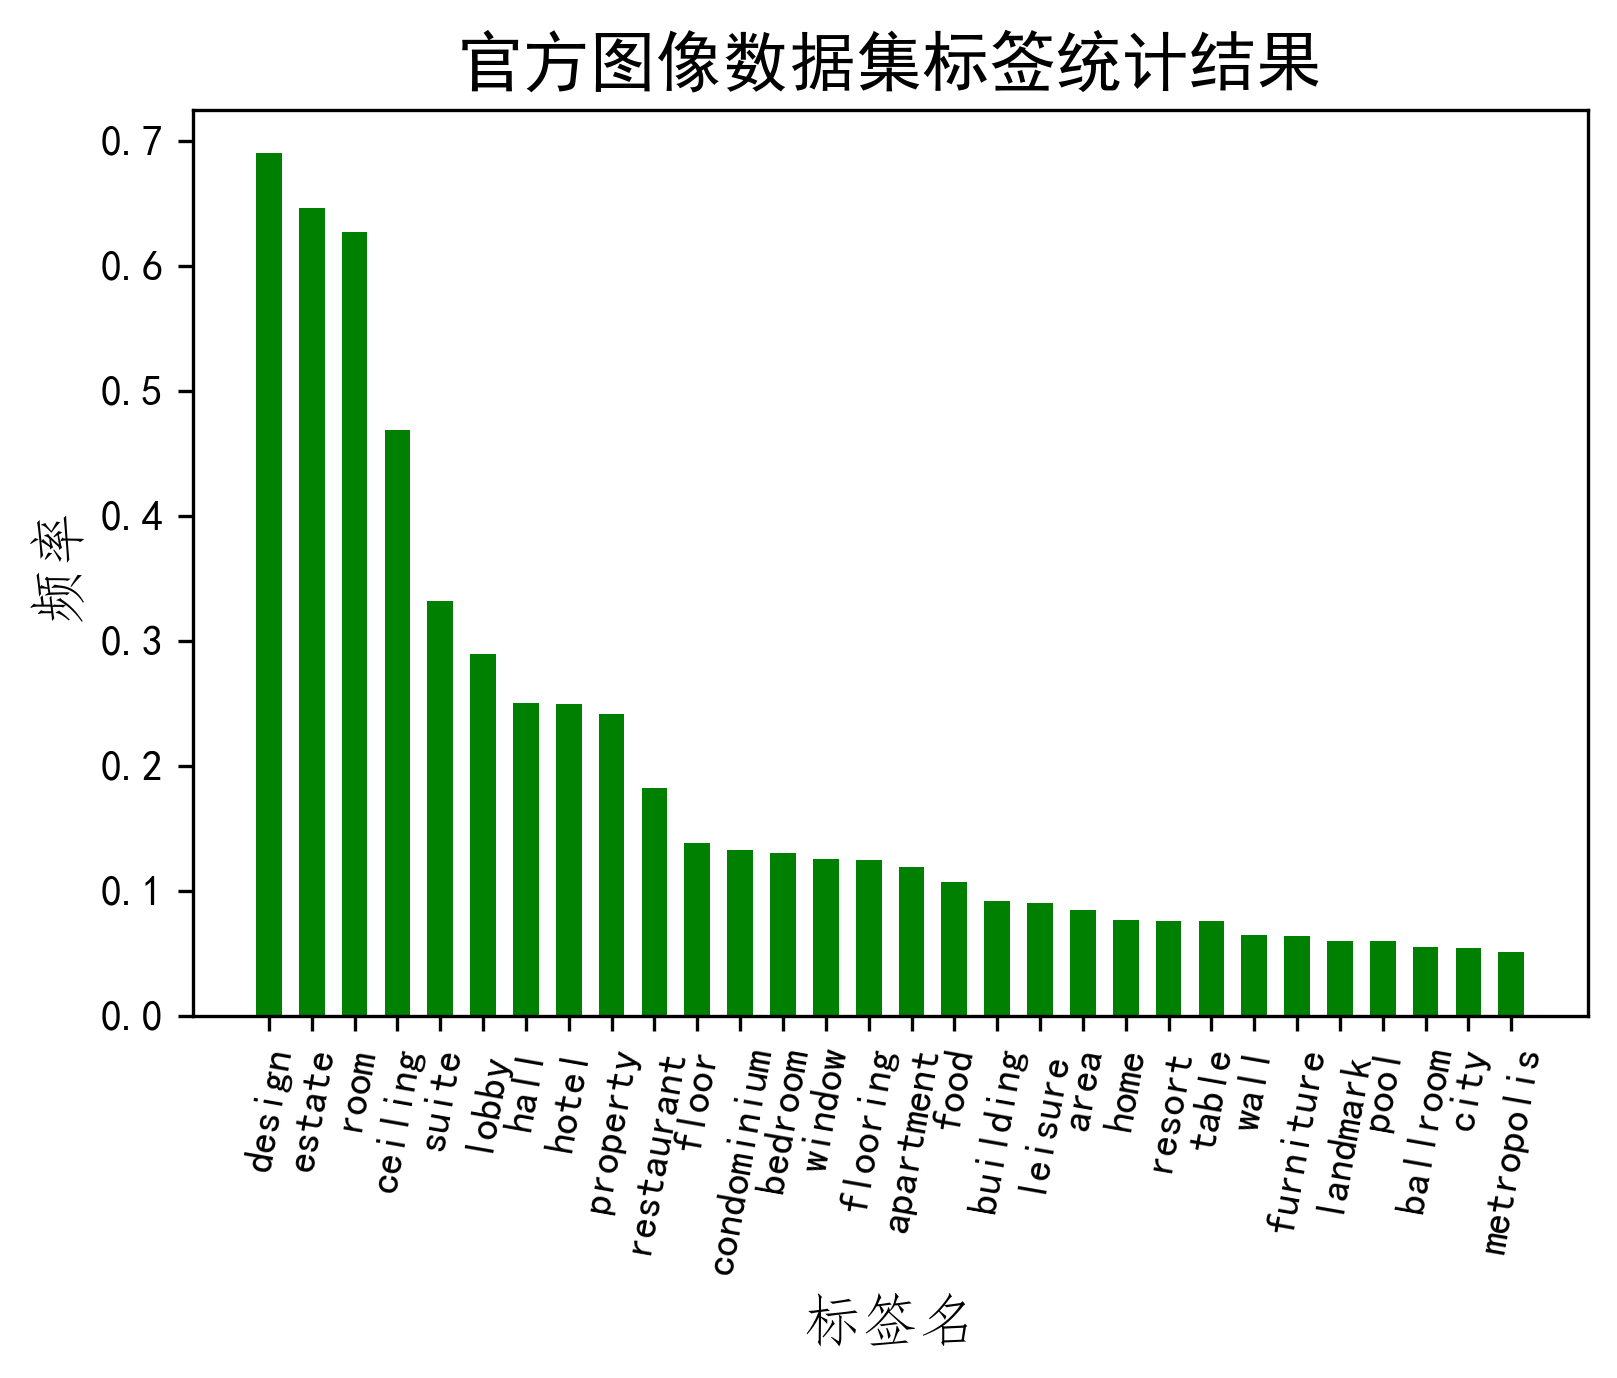 官方图像数据集标签统计结果
频率
0.7
0.6
0.5
0.4
0.3
0.2
0.1
0.0
design
estate
room
ceiling
suite
lobby
hall
hotel
property
restaurant
floor
condominium
bedroom
window
flooring
apartment
food
building
leisure
area
home
resort
table
wall
furniture
landmark
pool
ballroom
city
metropolis
标签名